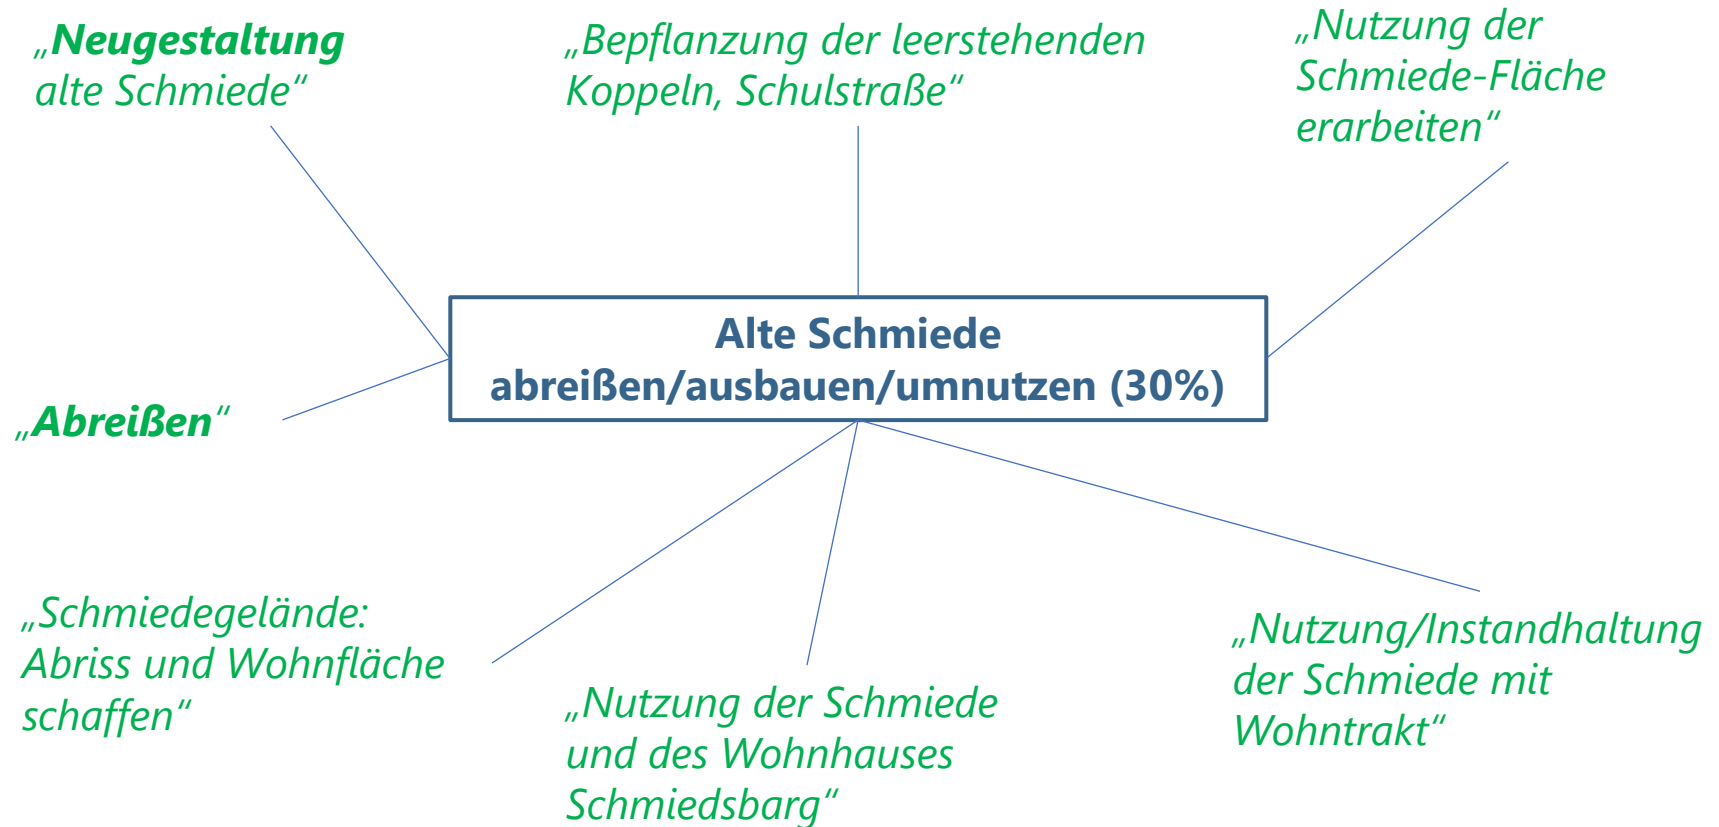 „Neugestaltung
alte Schmiede“
„Bepflanzung der leerstehenden
Koppeln, Schulstraße“
„Nutzung der
Schmiede-Fläche
erarbeiten“
Alte Schmiede
abreißen/ausbauen/umnutzen (30%)
„Abreißen“
„Schmiedegelände:
Abriss und Wohnfläche
schaffen“
„Nutzung der Schmiede
und des Wohnhauses
Schmiedsbarg“
„Nutzung/Instandhaltung
der Schmiede mit
Wohntrakt“